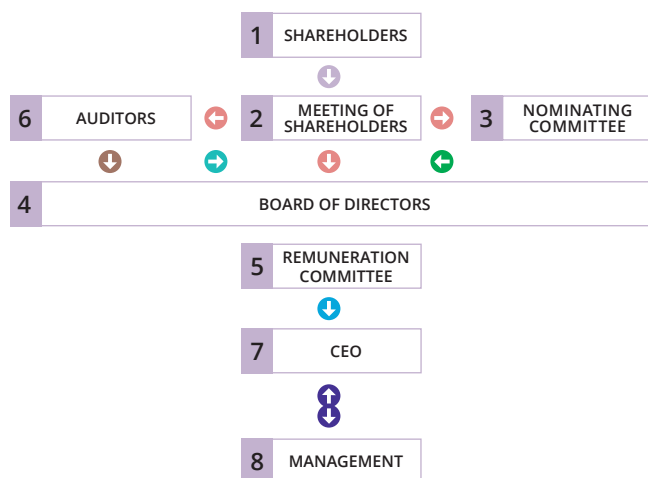 1 SHAREHOLDERS
6 AUDITORS
2 MEETING OF
SHAREHOLDERS
3 NOMINATING
COMMITTEE
4 BOARD OF DIRECTORS
5 REMUNERATION
COMMITTEE
7 CEO
8 MANAGEMENT